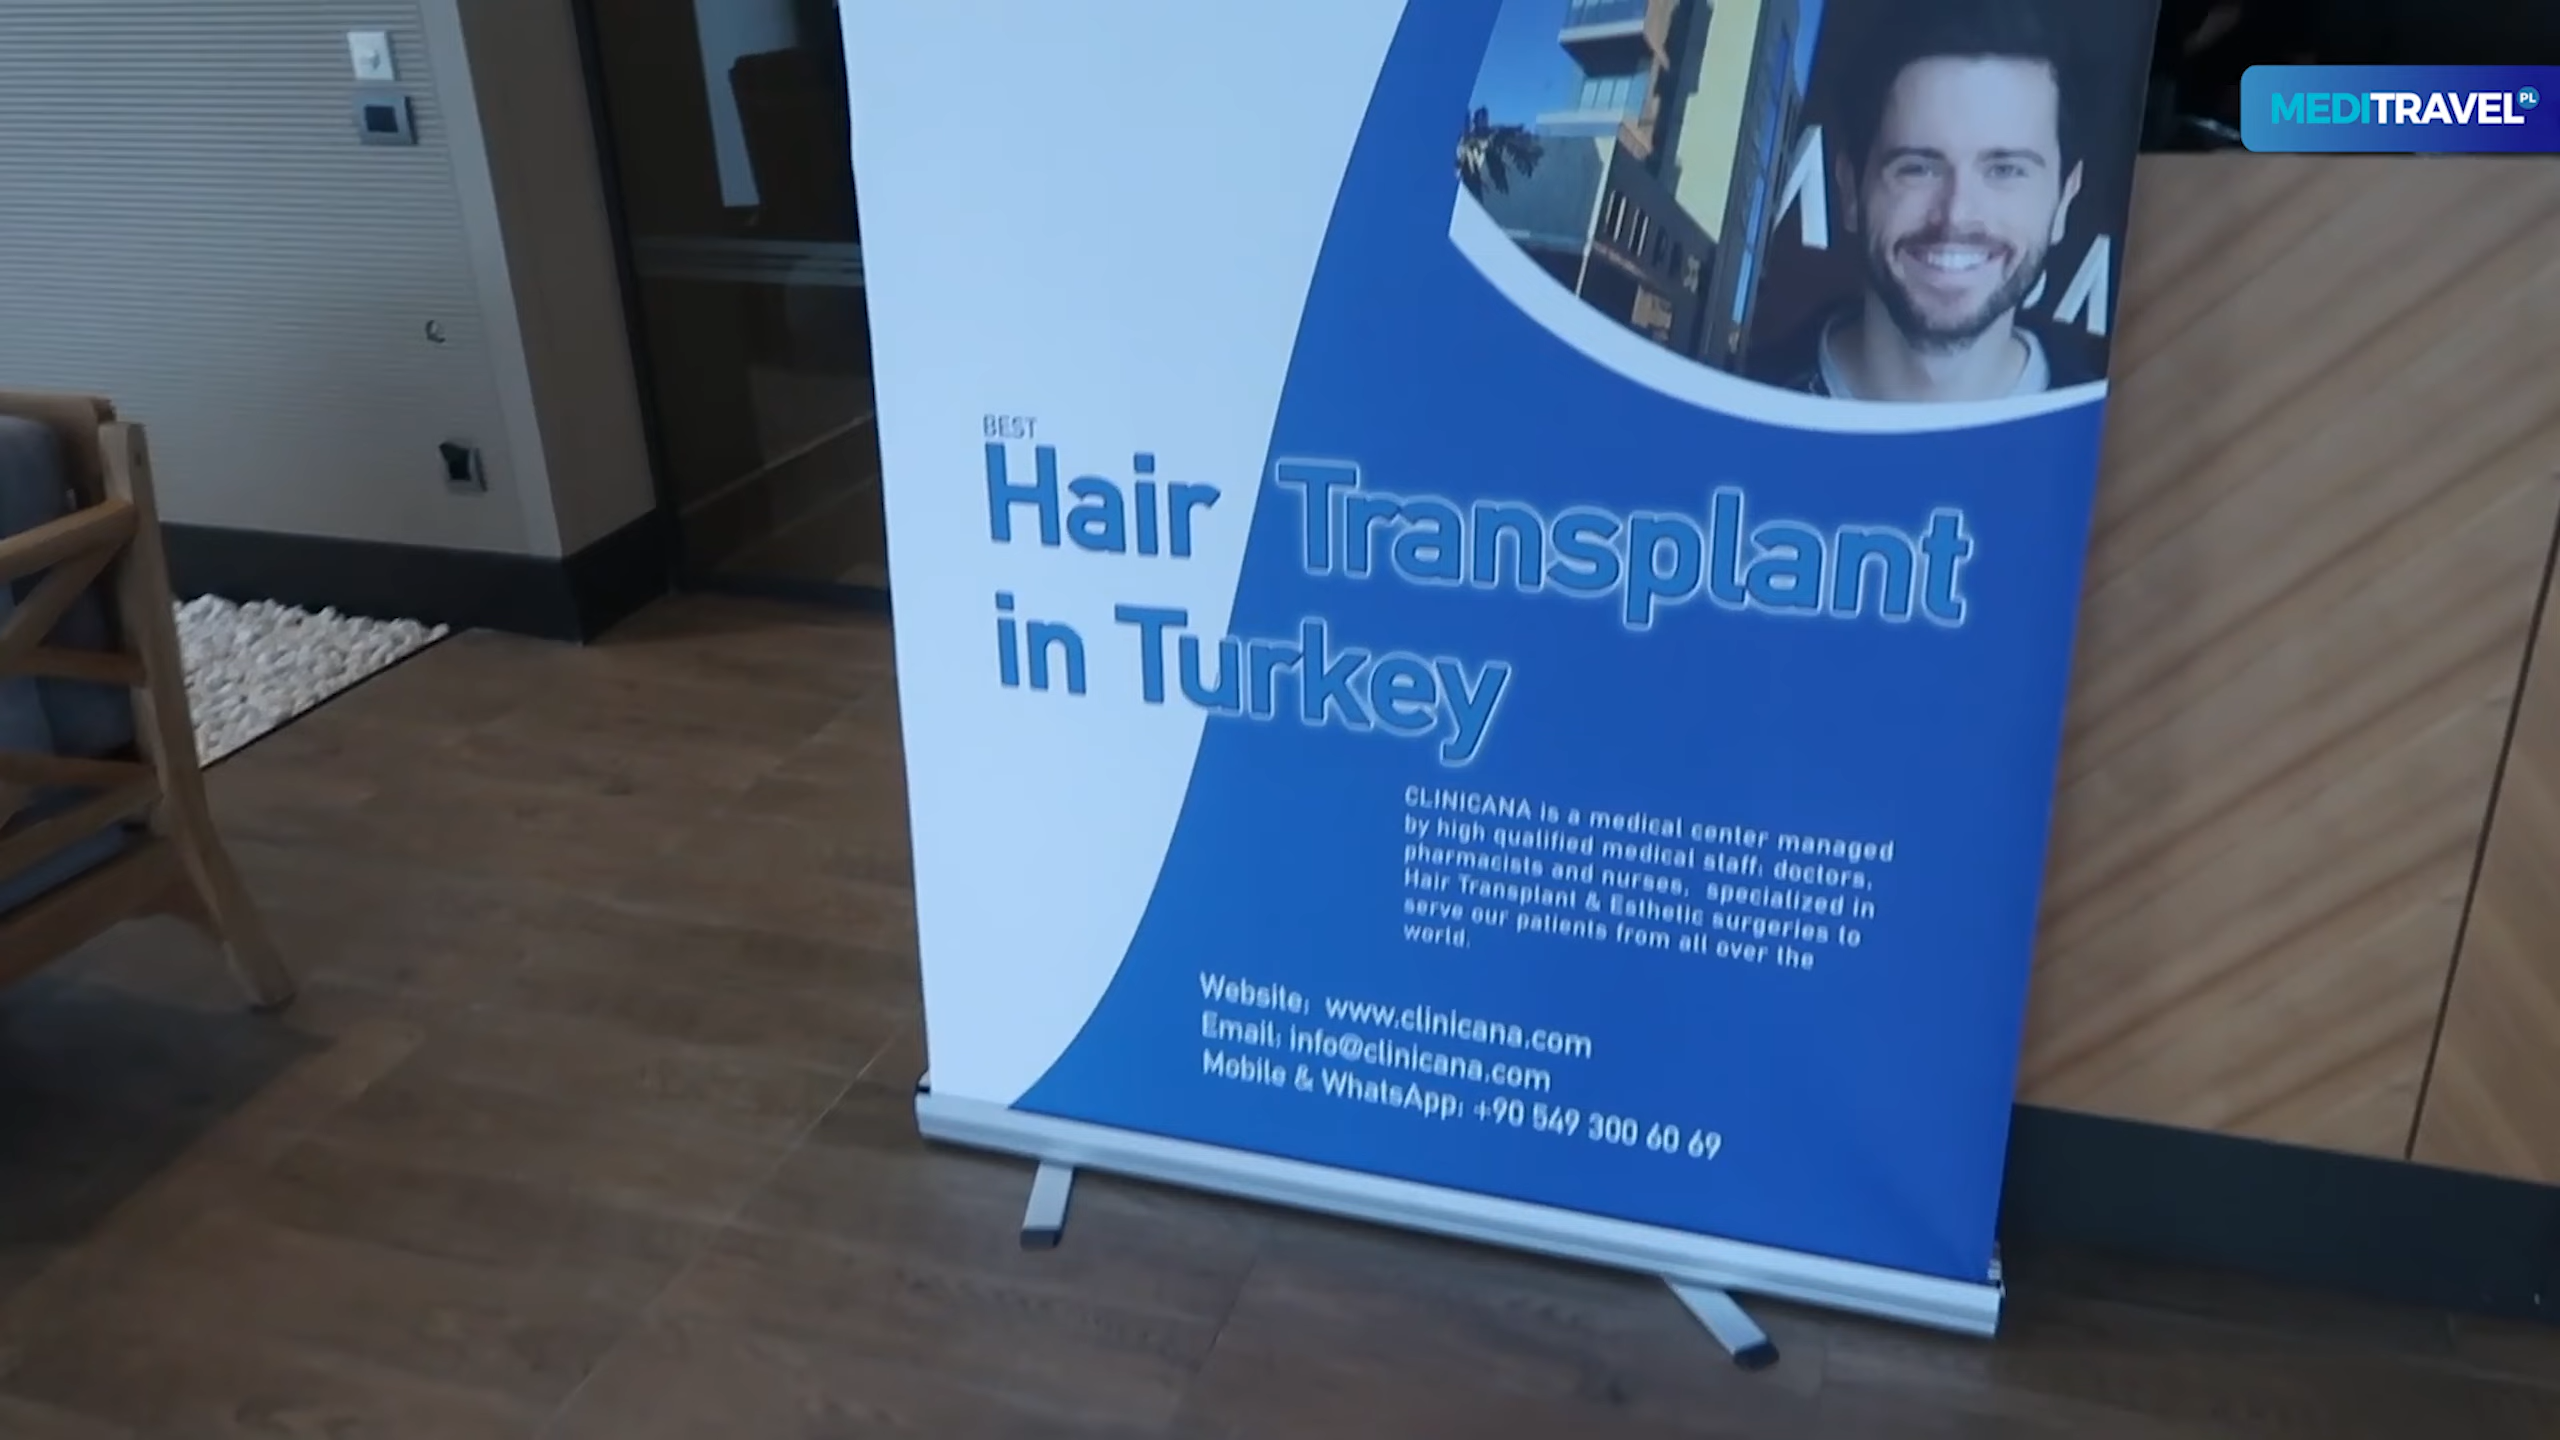 MEDITRAVEL PL
BEST
Hair Transplant
in Turkey
CLINICANA is a medical center managed
by high qualified medical staff: doctors,
pharmacists and nurses, specialized in
Hair Transplant & Esthetic surgeries to
serve our patients from all over the
world.
Website: www.clinicana.com
Email: info@clinicana.com
Mobile & WhatsApp: +90 549 300 60 69